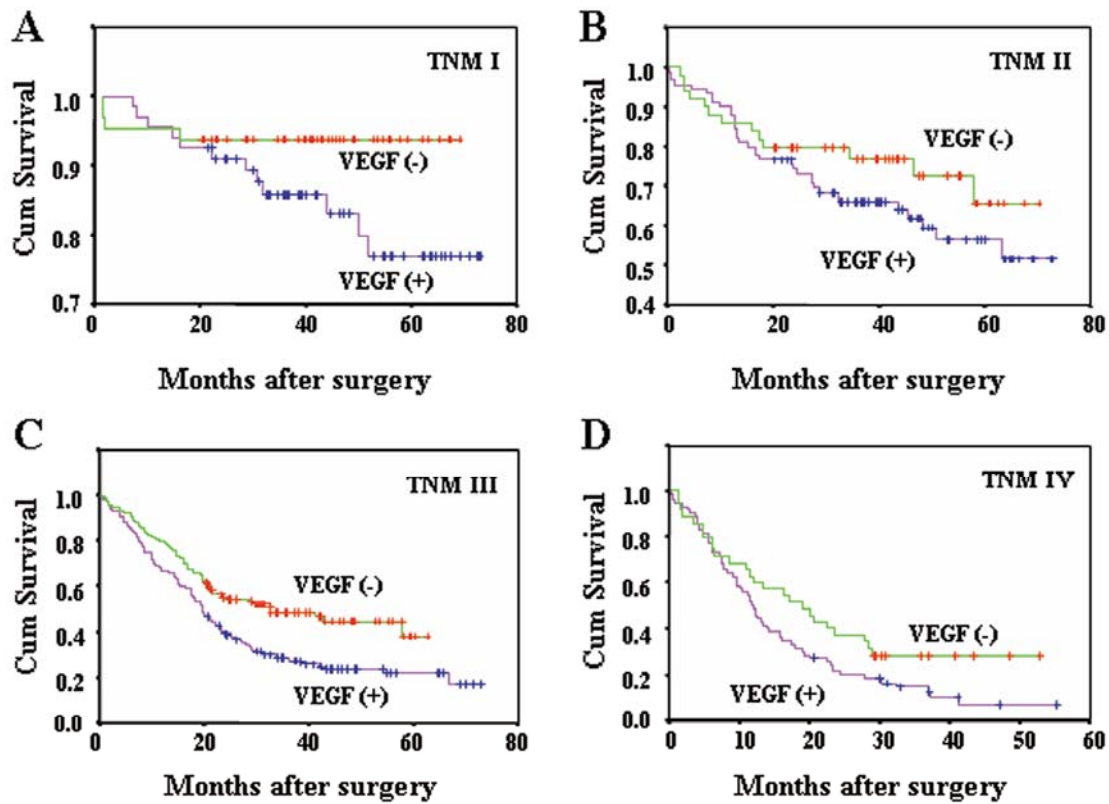 A
TNM I
Cum Survival
1.0
0.9
0.8
0.7
VEGF (-)
VEGF (+)
0 20 40 60 80
Months after surgery
B
TNM II
Cum Survival
1.0
0.9
0.8
0.7
0.6
0.5
0.4
VEGF (-)
VEGF (+)
0 20 40 60 80
Months after surgery
C
TNM III
Cum Survival
1.0
0.8
0.6
0.4
0.2
0.0
VEGF (-)
VEGF (+)
0 20 40 60 80
Months after surgery
D
TNM IV
Cum Survival
1.0
0.8
0.6
0.4
0.2
0.0
VEGF (-)
VEGF (+)
0 10 20 30 40 50 60
Months after surgery